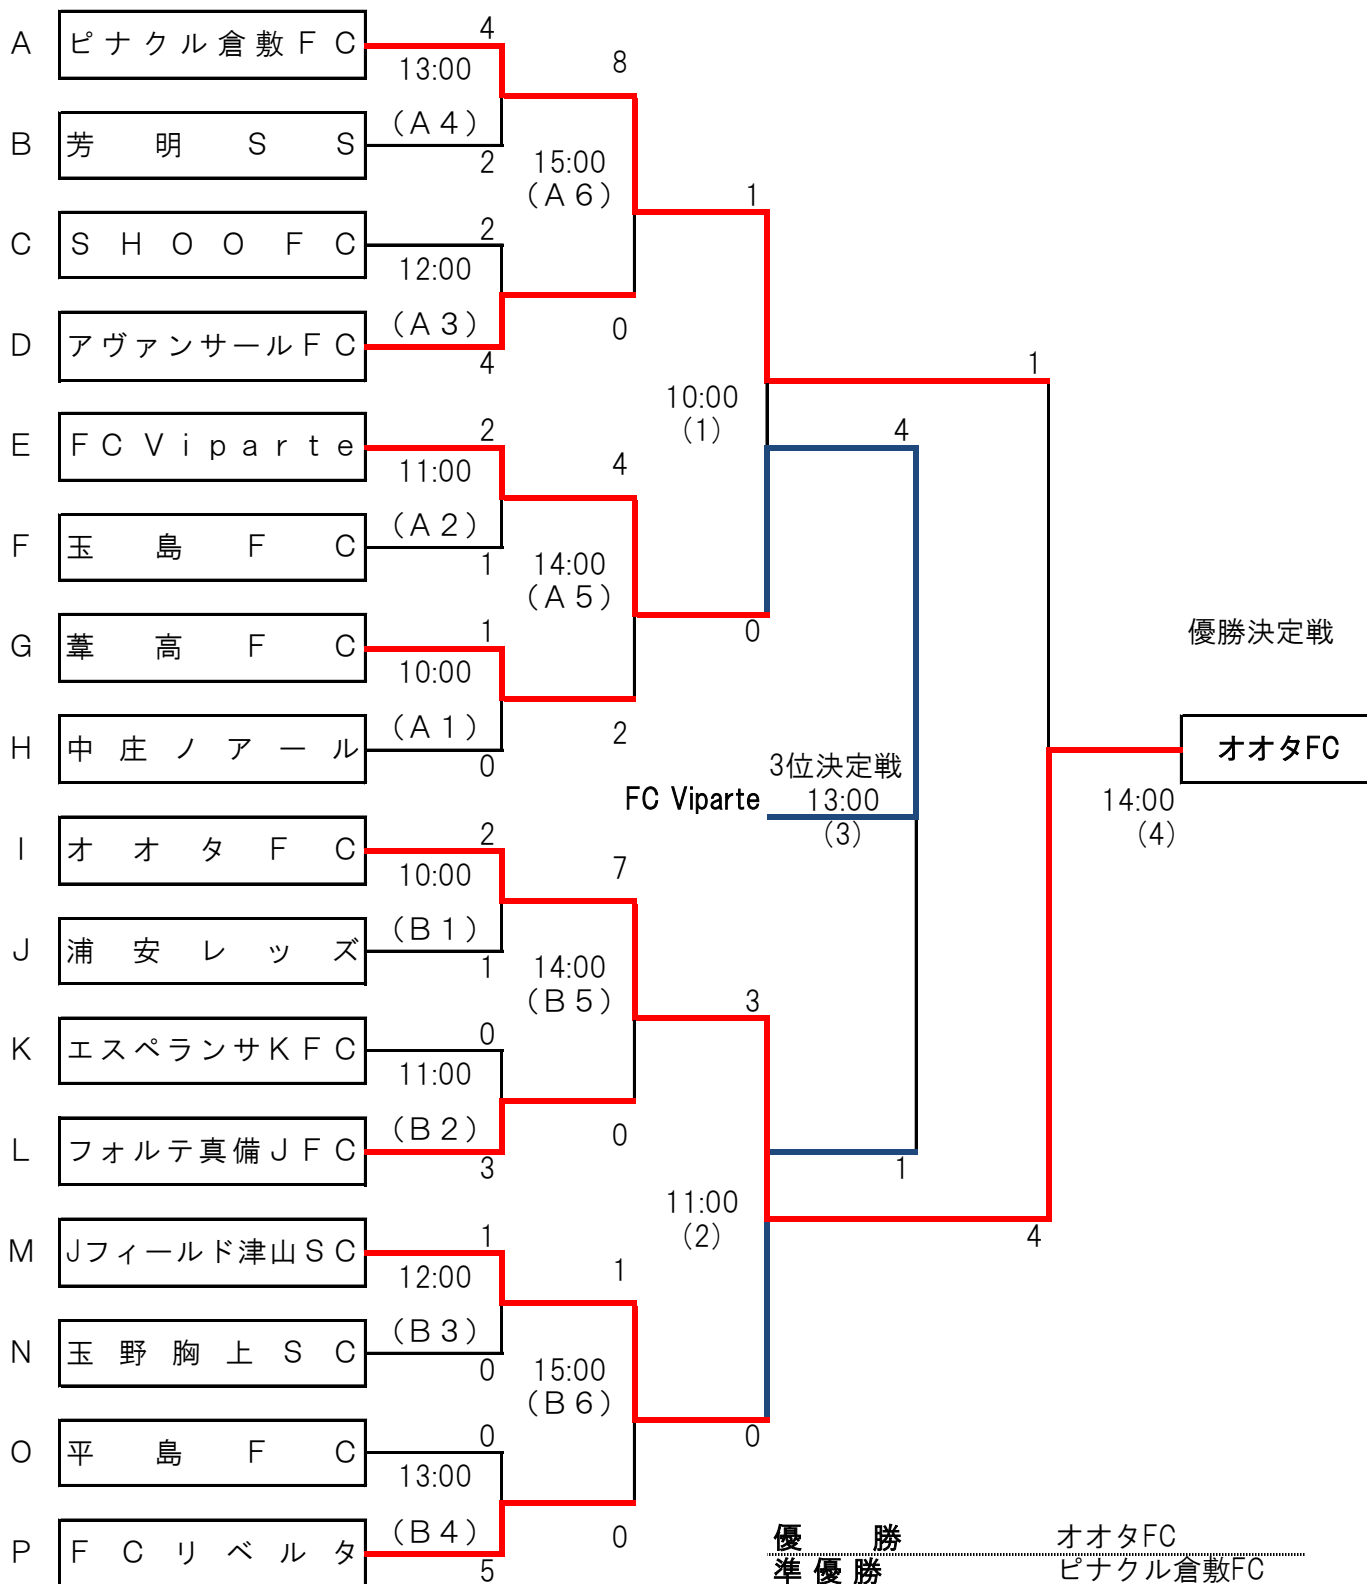 A ピナクル倉敷ＦＣ 4
13:00
8
（Ａ４）
B 芳明ＳＳ 2
15:00
（Ａ６） 1
C ＳＨＯＯＦＣ 2
12:00
（Ａ３） 0
D アヴァンサールＦＣ 4
1
10:00
（1）
E ＦＣＶｉｐａｒｔｅ 2
4
11:00
4
（Ａ２）
F 玉島ＦＣ 1
14:00
（Ａ５）
0
G 葦高ＦＣ 1
優勝決定戦
10:00
（Ａ１） 2
H 中庄ノアール 0
オオタFC
3位決定戦
FC Viparte 13:00
（3）
14:00
（4）
I オオタＦＣ 2
7
10:00
（Ｂ１）
J 浦安レッズ 1
14:00
（Ｂ５） 3
K エスペランサＫＦＣ 0
11:00
（Ｂ２） 0
L フォルテ真備ＪＦＣ 3
1
11:00
（2）
4
M Jフィールド津山ＳＣ 1
12:00
1
（Ｂ３）
N 玉野胸上ＳＣ 0
15:00
（Ｂ６）
0
O 平島ＦＣ 0
13:00
（Ｂ４） 0
P ＦＣリベルタ 5
優勝 オオタFC
準優勝 ピナクル倉敷FC